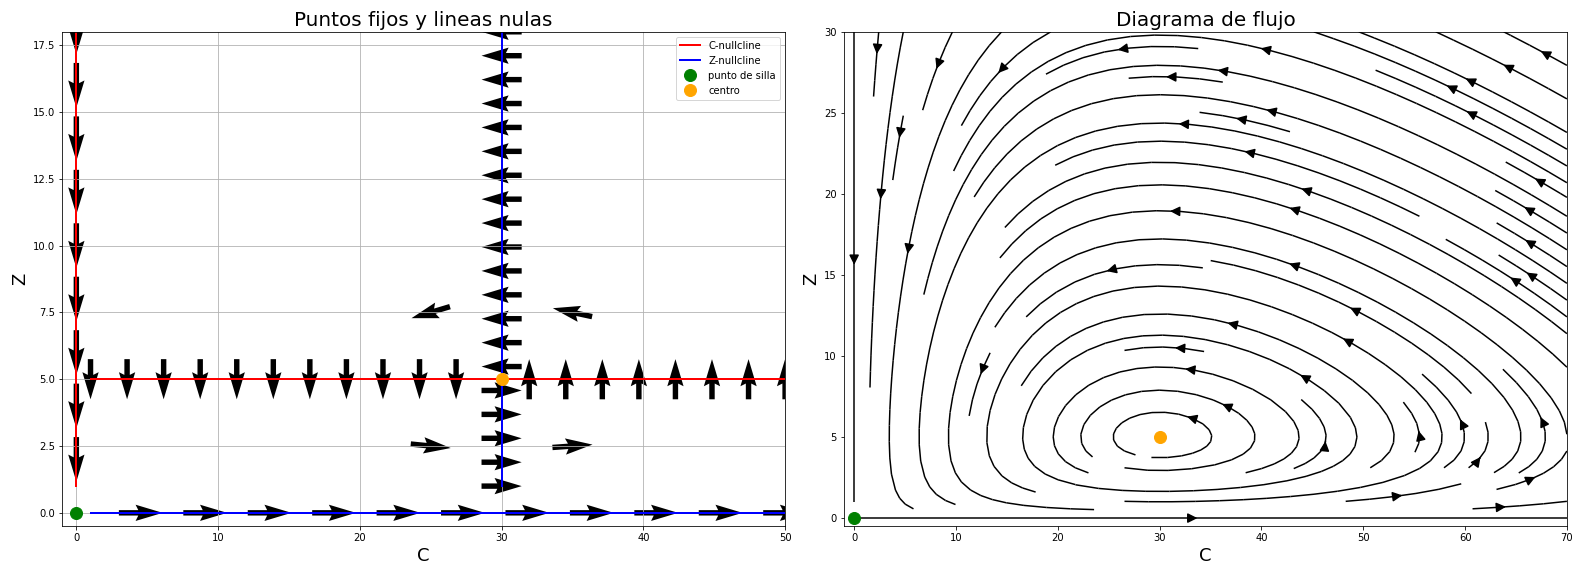 Puntos fijos y lineas nulas
17.5
15.0
12.5
10.0
7.5
5.0
2.5
0.0
Z
0
10
20
30
40
50
C
C-nullcline
Z-nullcline
punto de silla
centro
Diagrama de flujo
30
25
20
15
10
5
0
Z
0
10
20
30
40
50
60
70
C